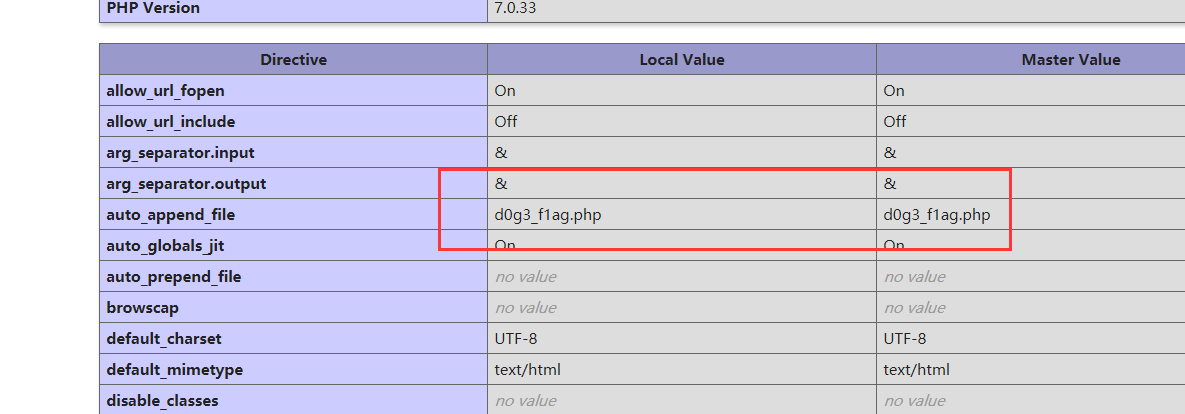 PHP Version 7.0.33
Directive Local Value Master Value
allow_url_fopen On On
allow_url_include Off Off
arg_separator.input & &
arg_separator.output & &
auto_append_file d0g3_f1ag.php d0g3_f1ag.php
auto_globals_jit On On
auto_prepend_file no value no value
browscap no value no value
default_charset UTF-8 UTF-8
default_mimetype text/html text/html
disable_classes no value no value